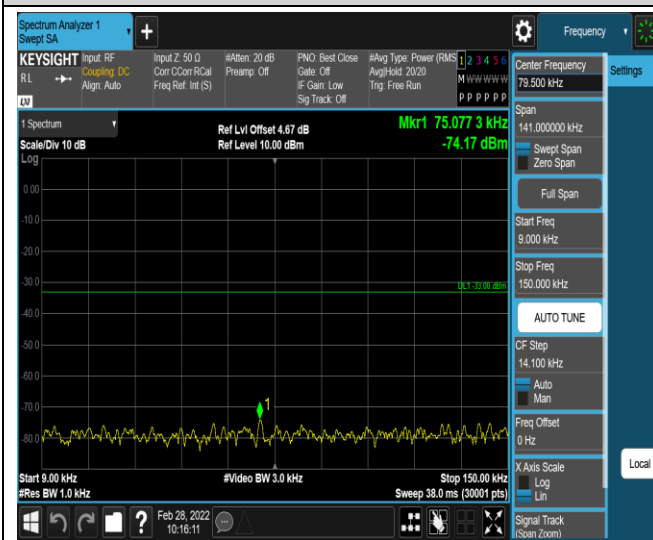 Spectrum Analyzer 1
Swept SA
+
Frequency
KEYSIGHT
RL
LXI
Input: RF
Coupling: DC
Align: Auto
Input Z: 50 Ω
Corr CCorr RCal
Freq Ref: Int (S)
#Atten: 20 dB
Preamp: Off
PNO: Best Close
Gate: Off
IF Gain: Low
Sig Track: Off
#Avg Type: Power (RMS
Avg|Hold: 20/20
Trig: Free Run
1 2 3 4 5 6
M W W W W W
P P P P P P
1 Spectrum
Scale/Div 10 dB
Log
Ref Lvl Offset 4.67 dB
Ref Level 10.00 dBm
Mkr1 75.077 3 kHz
-74.17 dBm
0.00
-10.0
-20.0
-30.0
DL1 -33.00 dBm
-40.0
-50.0
-60.0
-70.0
1
-80.0
Start 9.00 kHz
#Res BW 1.0 kHz
#Video BW 3.0 kHz
Stop 150.00 kHz
Sweep 38.0 ms (30001 pts)
?
Feb 28, 2022
10:16:11
Center Frequency
79.500 kHz
Settings
Span
141.000000 kHz
Swept Span
Zero Span
Full Span
Start Freq
9.000 kHz
Stop Freq
150.000 kHz
AUTO TUNE
CF Step
14.100 kHz
Auto
Man
Freq Offset
0 Hz
Local
X Axis Scale
Log
Lin
Signal Track
(Span Zoom)